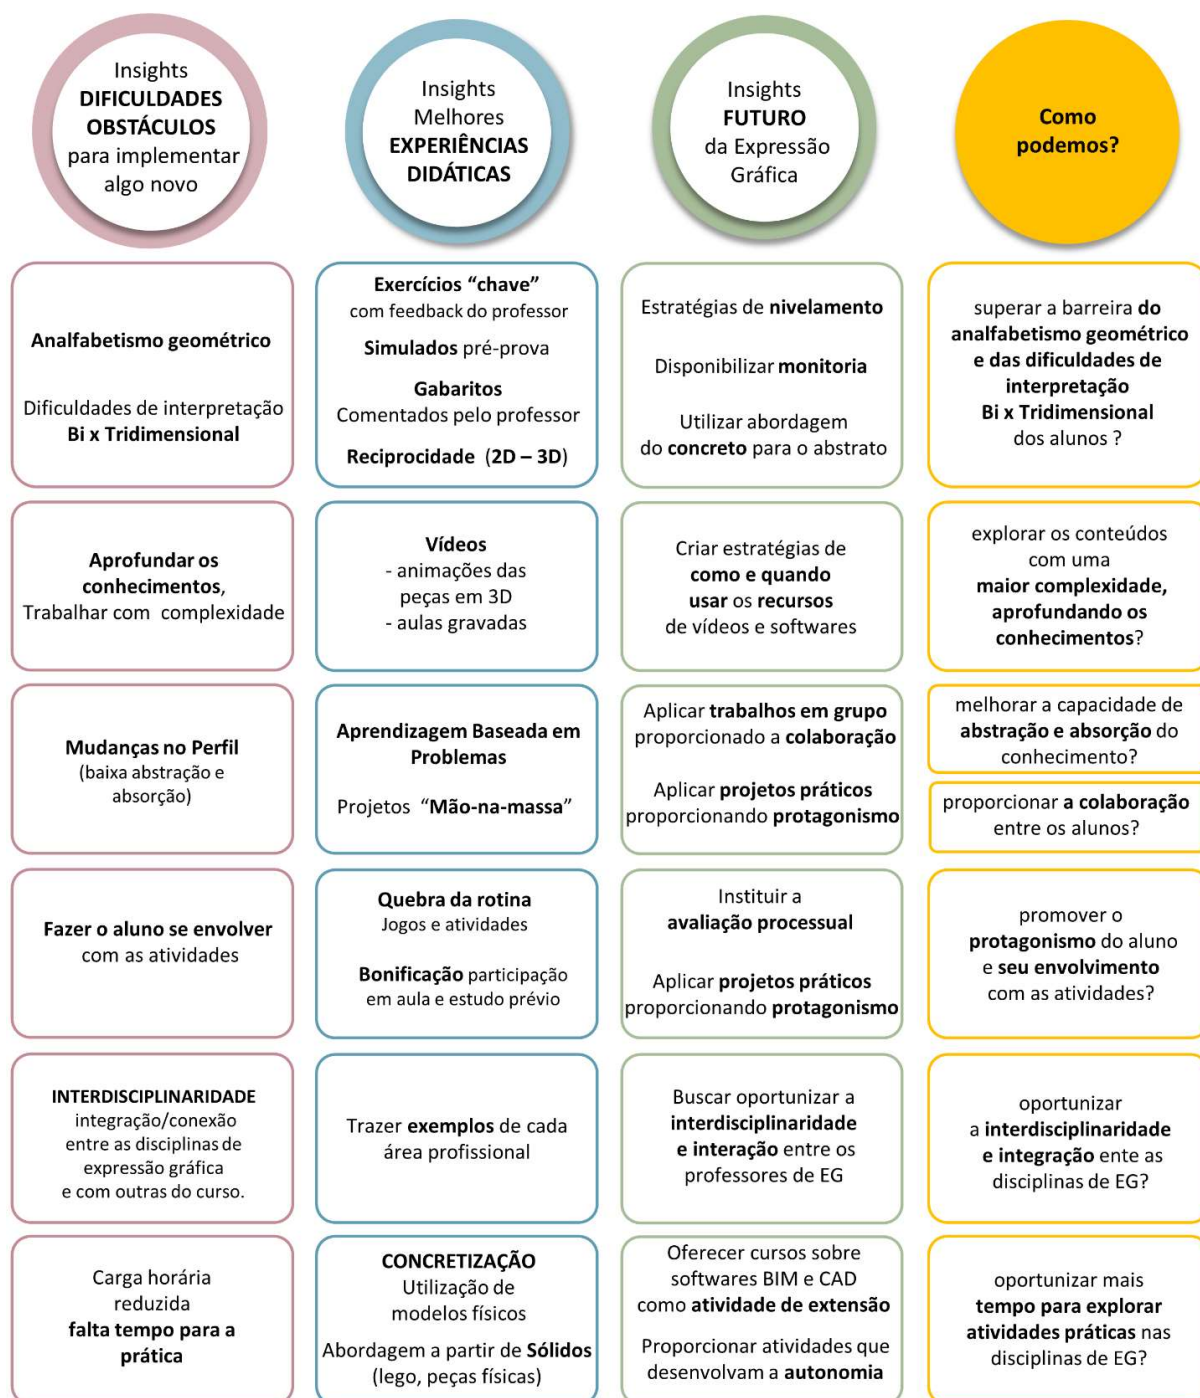 Insights
DIFICULDADES
OBSTÁCULOS
para implementar
algo novo
Insights
Melhores
EXPERIÊNCIAS
DIDÁTICAS
Insights
FUTURO
da Expressão
Gráfica
Como
podemos?
Analfabetismo geométrico
Dificuldades de interpretação
Bi x Tridimensional
Exercícios “chave”
com feedback do professor
Simulados pré-prova
Gabaritos
Comentados pelo professor
Reciprocidade (2D – 3D)
Estratégias de nivelamento
Disponibilizar monitoria
Utilizar abordagem
do concreto para o abstrato
superar a barreira do
analfabetismo geométrico
e das dificuldades de
interpretação
Bi x Tridimensional
dos alunos ?
Aprofundar os
conhecimentos,
Trabalhar com complexidade
Vídeos
- animações das
peças em 3D
- aulas gravadas
Criar estratégias de
como e quando
usar os recursos
de vídeos e softwares
explorar os conteúdos
com uma
maior complexidade,
aprofundando os
conhecimentos?
Mudanças no Perfil
(baixa abstração e
absorção)
Aprendizagem Baseada em
Problemas
Projetos “Mão-na-massa”
Aplicar trabalhos em grupo
proporcionado a colaboração
Aplicar projetos práticos
proporcionando protagonismo
melhorar a capacidade de
abstração e absorção do
conhecimento?
proporcionar a colaboração
entre os alunos?
Fazer o aluno se envolver
com as atividades
Quebra da rotina
Jogos e atividades
Bonificação participação
em aula e estudo prévio
Instituir a
avaliação processual
Aplicar projetos práticos
proporcionando protagonismo
promover o
protagonismo do aluno
e seu envolvimento
com as atividades?
INTERDISCIPLINARIDADE
integração/conexão
entre as disciplinas de
expressão gráfica
e com outras do curso.
Trazer exemplos de cada
área profissional
Buscar oportunizar a
interdisciplinaridade
e interação entre os
professores de EG
oportunizar
a interdisciplinaridade
e integração ente as
disciplinas de EG?
Carga horária
reduzida
falta tempo para a
prática
CONCRETIZAÇÃO
Utilização de
modelos físicos
Abordagem a partir de Sólidos
(lego, peças físicas)
Oferecer cursos sobre
softwares BIM e CAD
como atividade de extensão
Proporcionar atividades que
desenvolvam a autonomia
oportunizar mais
tempo para explorar
atividades práticas nas
disciplinas de EG?